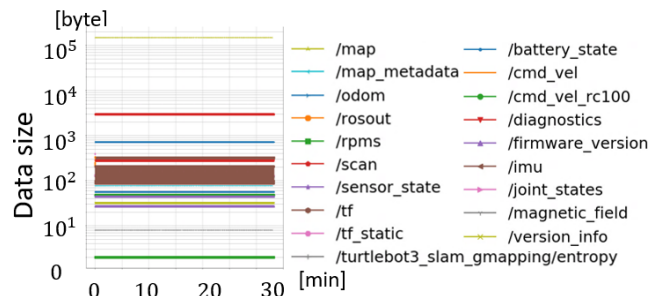 [byte]
10^5
10^4
10^3
10^2
10^1
0
Data size
0 10 20 30 [min]
/map
/map_metadata
/odom
/rosout
/rpms
/scan
/sensor_state
/tf
/tf_static
/turtlebot3_slam_gmapping/entropy
/battery_state
/cmd_vel
/cmd_vel_rc100
/diagnostics
/firmware_version
/imu
/joint_states
/magnetic_field
/version_info